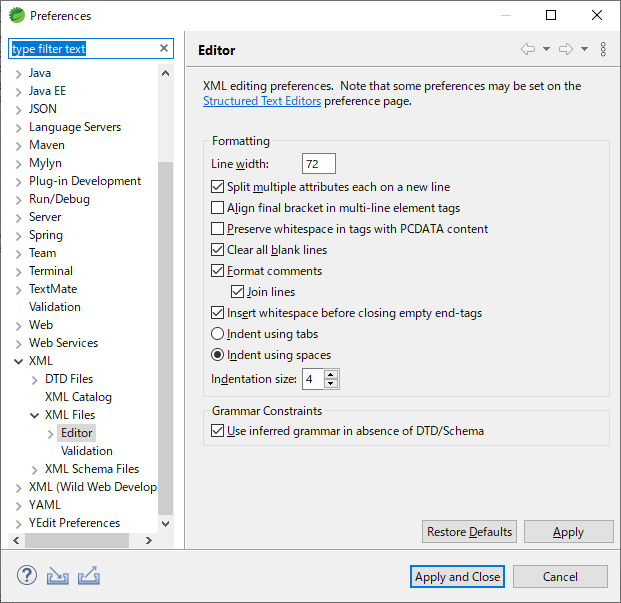 Preferences
type filter text
Java
Java EE
JSON
Language Servers
Maven
Mylyn
Plug-in Development
Run/Debug
Server
Spring
Team
Terminal
TextMate
Validation
Web
Web Services
XML
DTD Files
XML Catalog
XML Files
Editor
Validation
XML Schema Files
XML (Wild Web Develop
YAML
YEdit Preferences
Editor
XML editing preferences.  Note that some preferences may be set on the
Structured Text Editors preference page.
Formatting
Line width: 72
Split multiple attributes each on a new line
Align final bracket in multi-line element tags
Preserve whitespace in tags with PCDATA content
Clear all blank lines
Format comments
Join lines
Insert whitespace before closing empty end-tags
Indent using tabs
Indent using spaces
Indentation size: 4
Grammar Constraints
Use inferred grammar in absence of DTD/Schema
Restore Defaults Apply
? Apply and Close Cancel